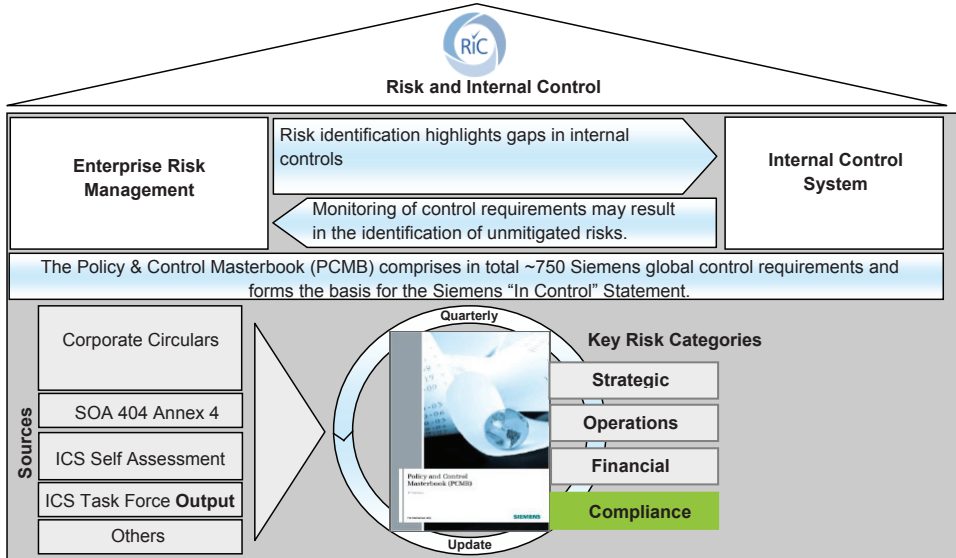 RiC
Risk and Internal Control
Enterprise Risk
Management
Risk identification highlights gaps in internal
controls
Monitoring of control requirements may result
in the identification of unmitigated risks.
Internal Control
System
The Policy & Control Masterbook (PCMB) comprises in total ~750 Siemens global control requirements and
forms the basis for the Siemens “In Control” Statement.
Sources
Corporate Circulars
SOA 404 Annex 4
ICS Self Assessment
ICS Task Force Output
Others
Quarterly
Policy and Control
Masterbook (PCMB)
SIEMENS
Update
Key Risk Categories
Strategic
Operations
Financial
Compliance